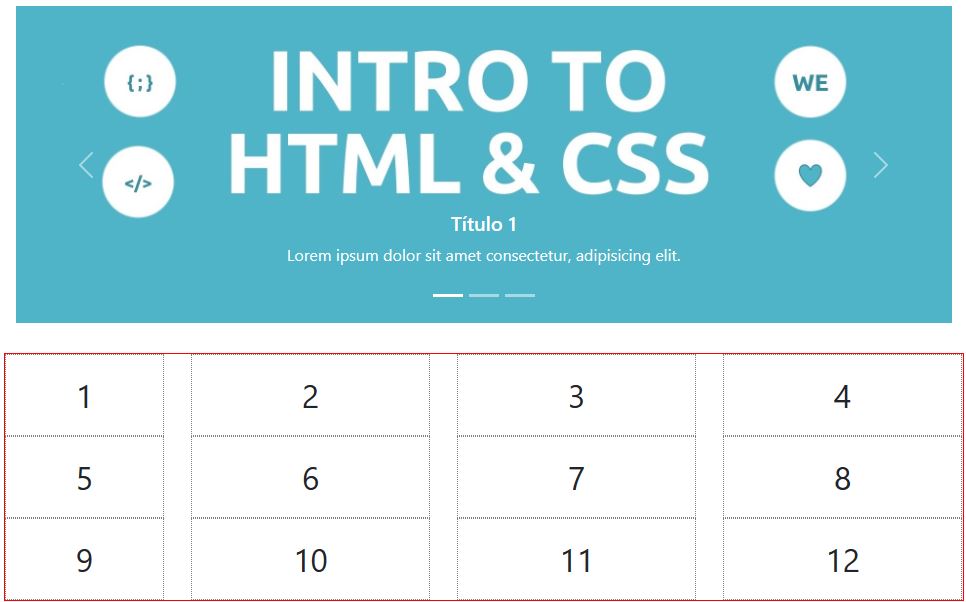 {;}
INTRO TO
WE
HTML & CSS
</>
Título 1
Lorem ipsum dolor sit amet consectetur, adipisicing elit.
1 2 3 4
5 6 7 8
9 10 11 12